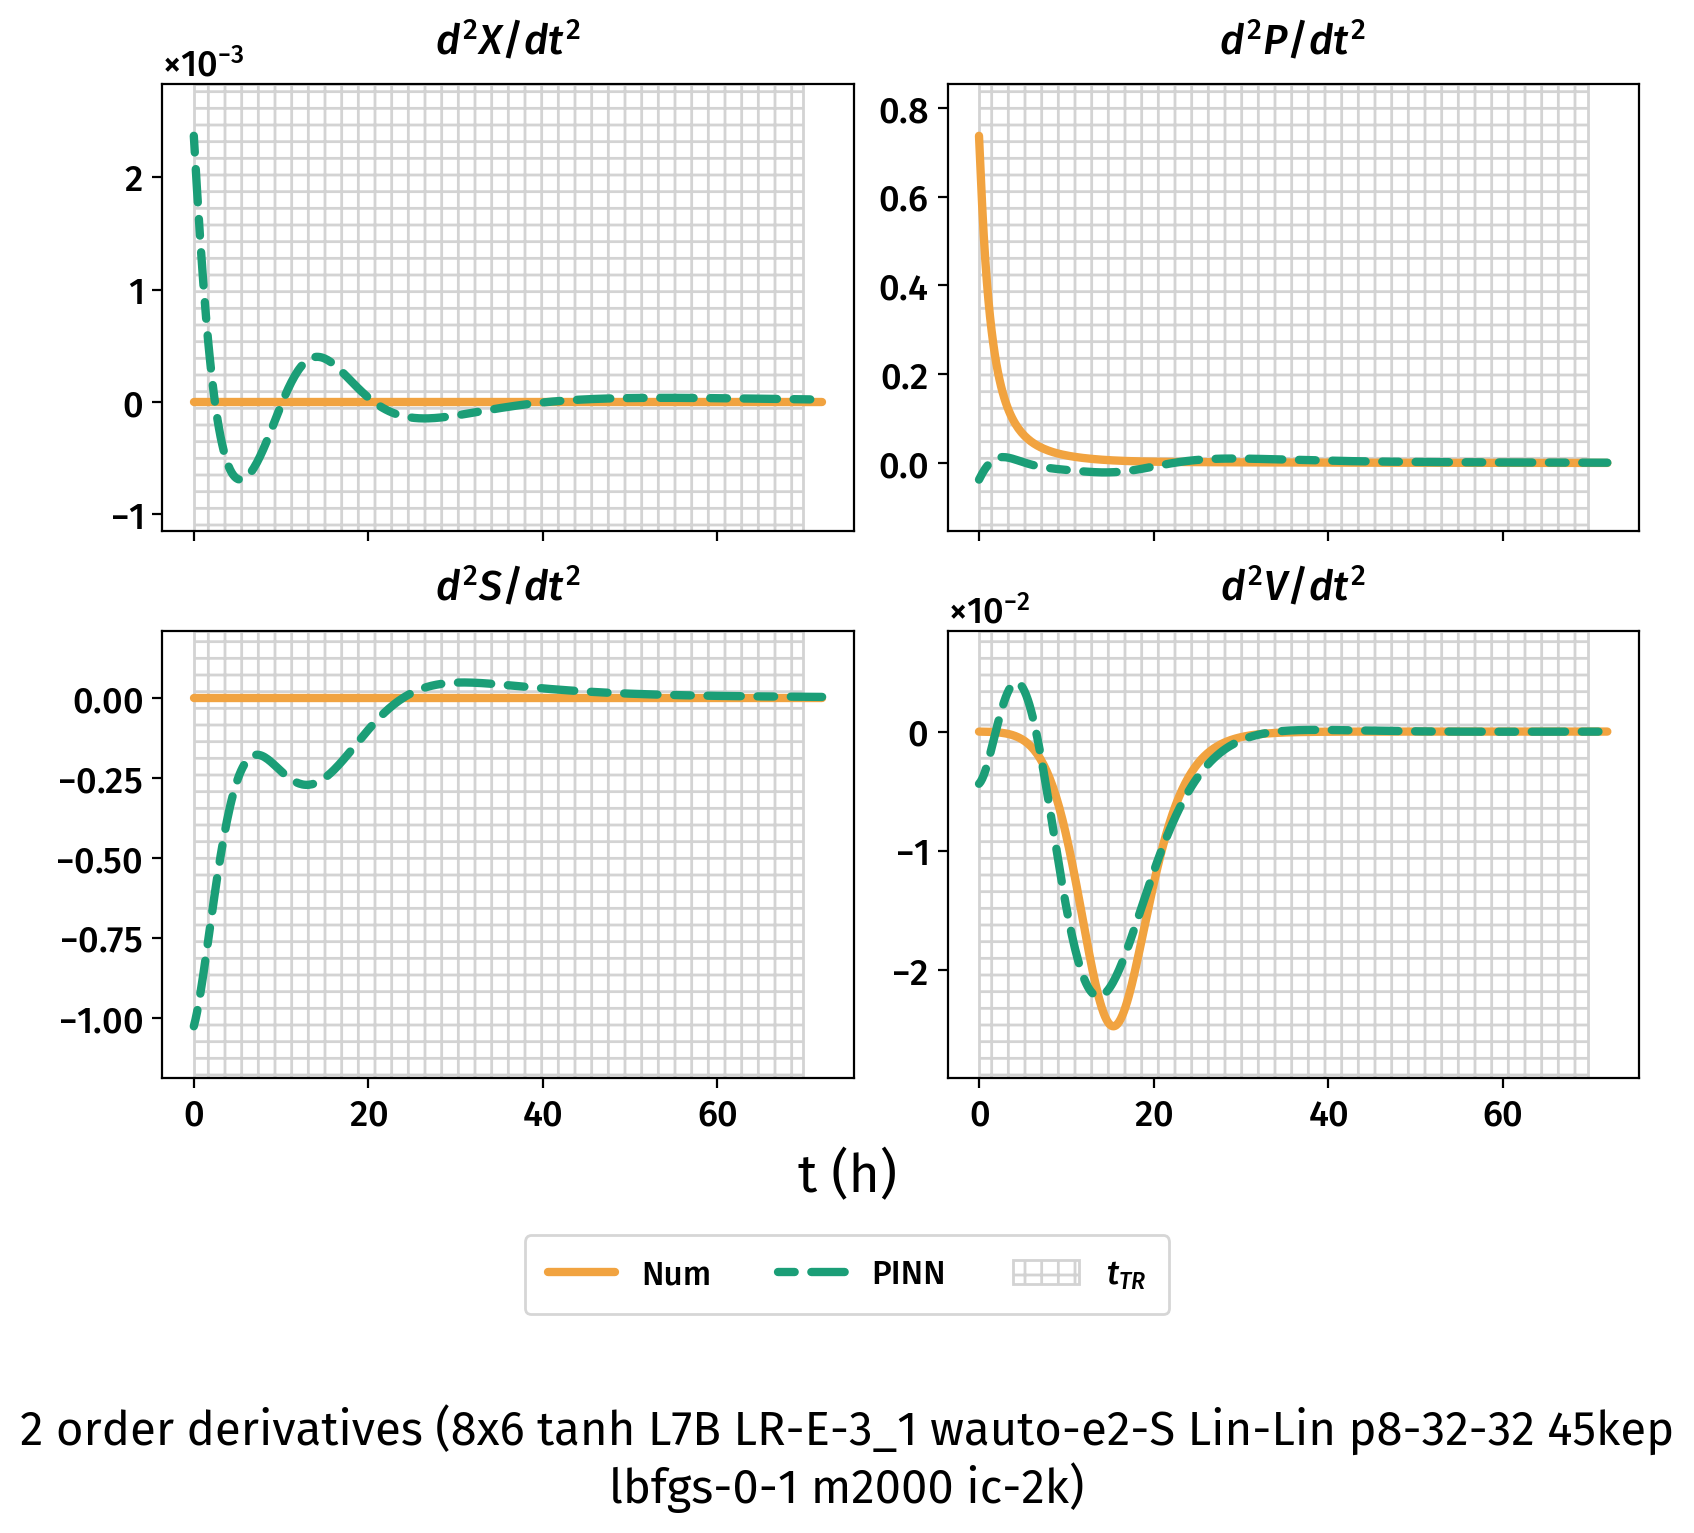 d²X/dt²
×10⁻³
2
1
0
−1
d²P/dt²
0.8
0.6
0.4
0.2
0.0
d²S/dt²
0.00
−0.25
−0.50
−0.75
−1.00
0 20 40 60
d²V/dt²
×10⁻²
0
−1
−2
0 20 40 60
t (h)
Num PINN t_TR
2 order derivatives (8x6 tanh L7B LR-E-3_1 wauto-e2-S Lin-Lin p8-32-32 45kep
lbfgs-0-1 m2000 ic-2k)